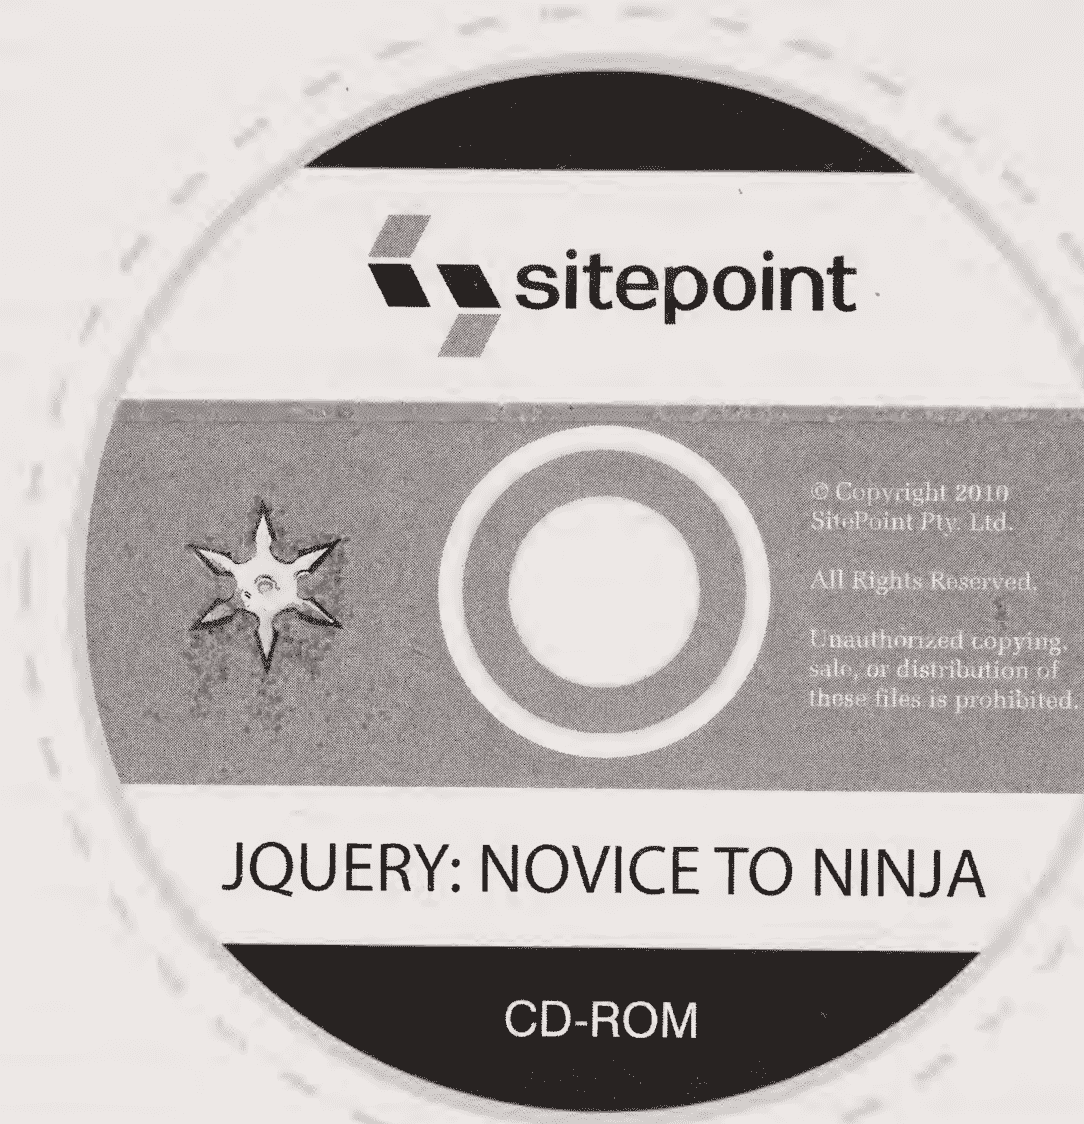 sitepoint
© Copyright 2010
SitePoint Pty. Ltd.
All Rights Reserved.
Unauthorized copying,
sale, or distribution of
these files is prohibited.
JQUERY: NOVICE TO NINJA
CD-ROM